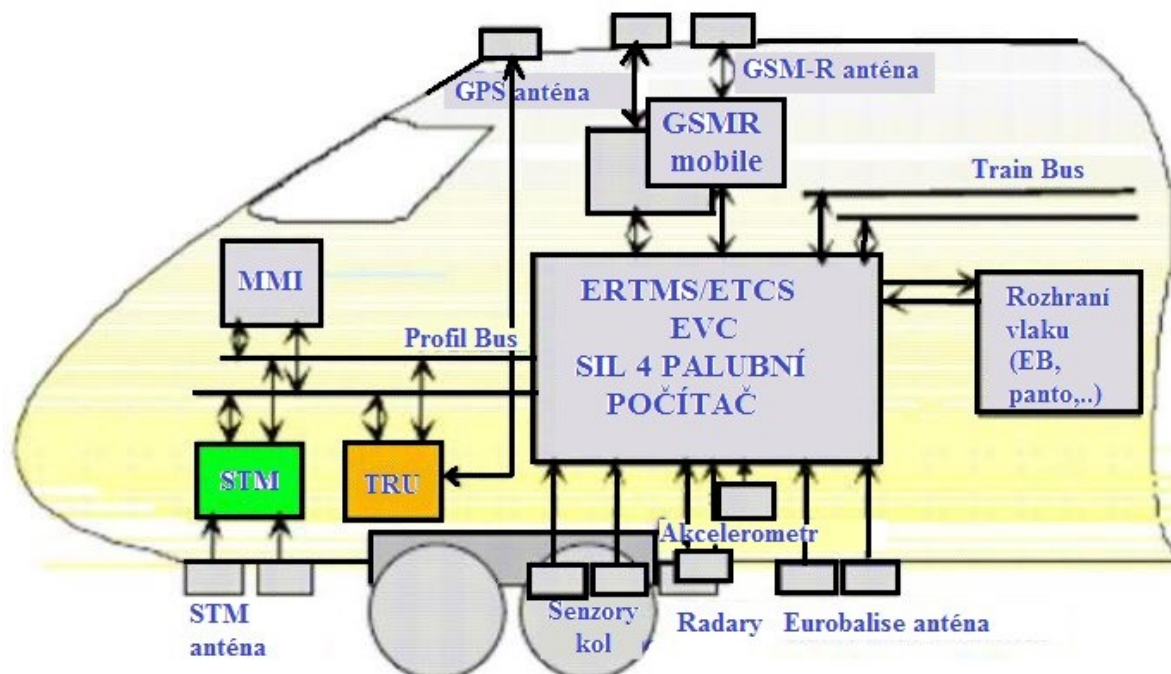 GPS anténa
GSM-R anténa
GSMR
mobile
Train Bus
MMI
ERTMS/ETCS
EVC
SIL 4 PALUBNÍ
POČÍTAČ
Rozhraní
vlaku
(EB,
panto,..)
Profil Bus
STM
TRU
Akcelerometr
STM
anténa
Senzory
kol
Radary
Eurobalise anténa